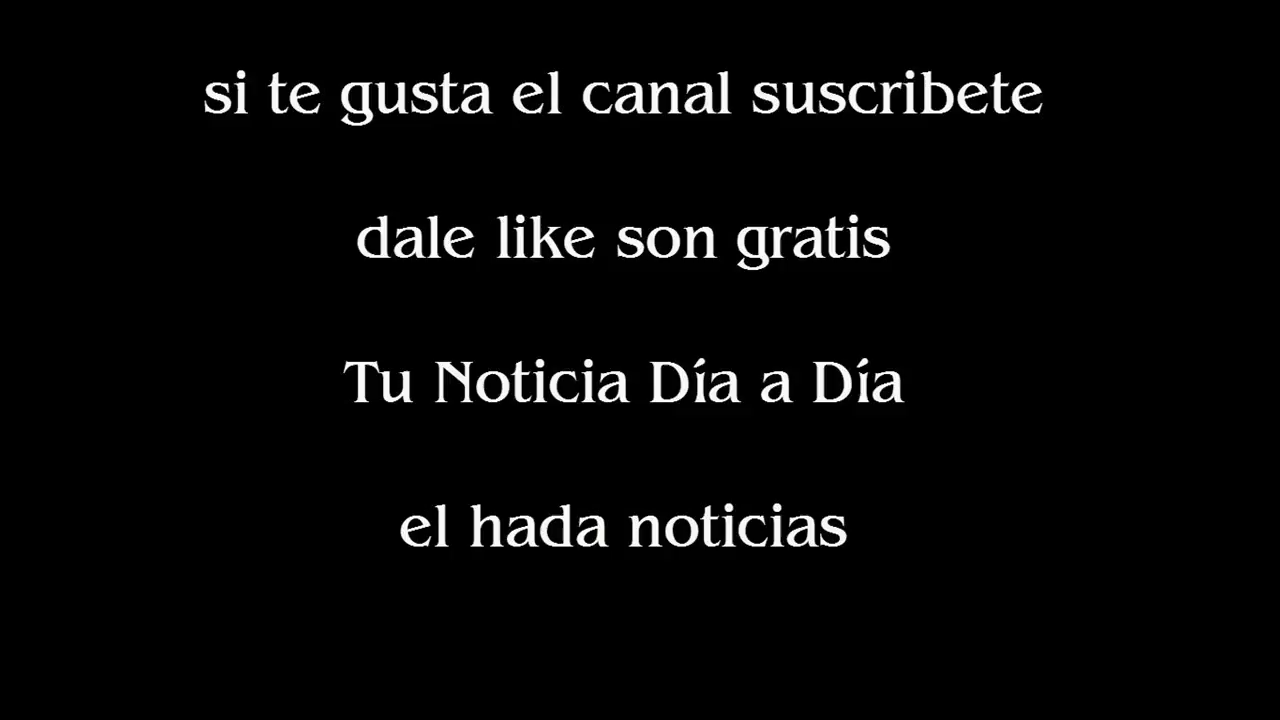 si te gusta el canal suscribete
dale like son gratis
Tu Noticia Día a Día
el hada noticias